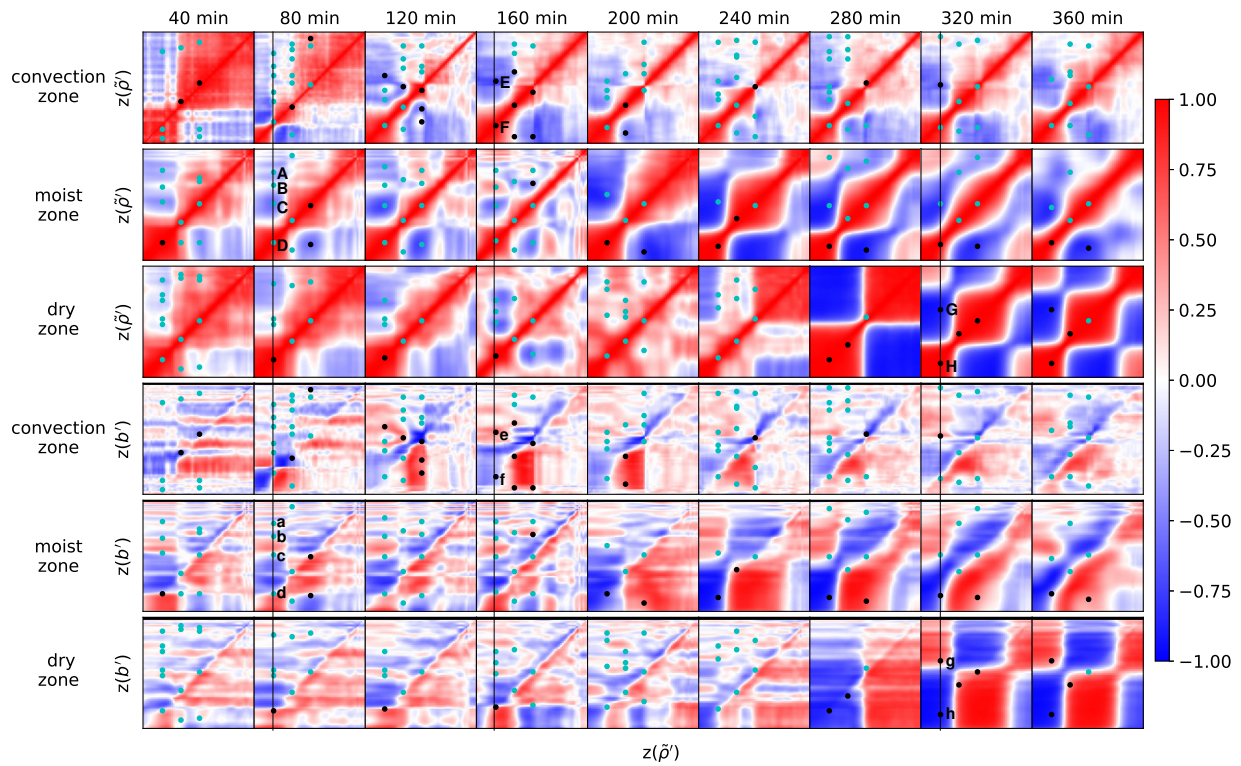 40 min 80 min 120 min 160 min 200 min 240 min 280 min 320 min 360 min
convection
zone
z(ρ̃′)
E
F
moist
zone
z(ρ̃′)
A
B
C
D
dry
zone
z(ρ̃′)
G
H
convection
zone
z(b′)
e
f
moist
zone
z(b′)
a
b
c
d
dry
zone
z(b′)
g
h
z(ρ̃′)
1.00
0.75
0.50
0.25
0.00
−0.25
−0.50
−0.75
−1.00